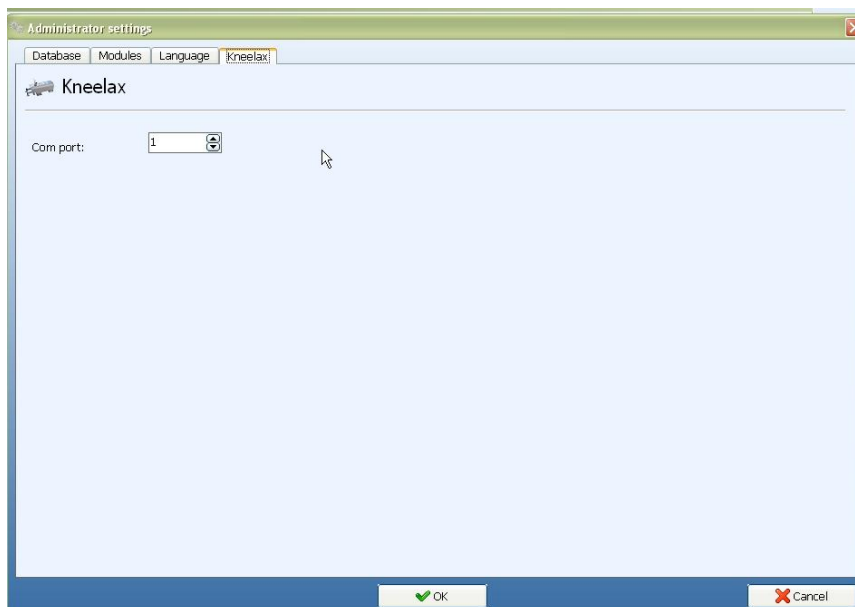 Administrator settings
Database Modules Language Kneelax
Kneelax
Com port: 1
OK Cancel